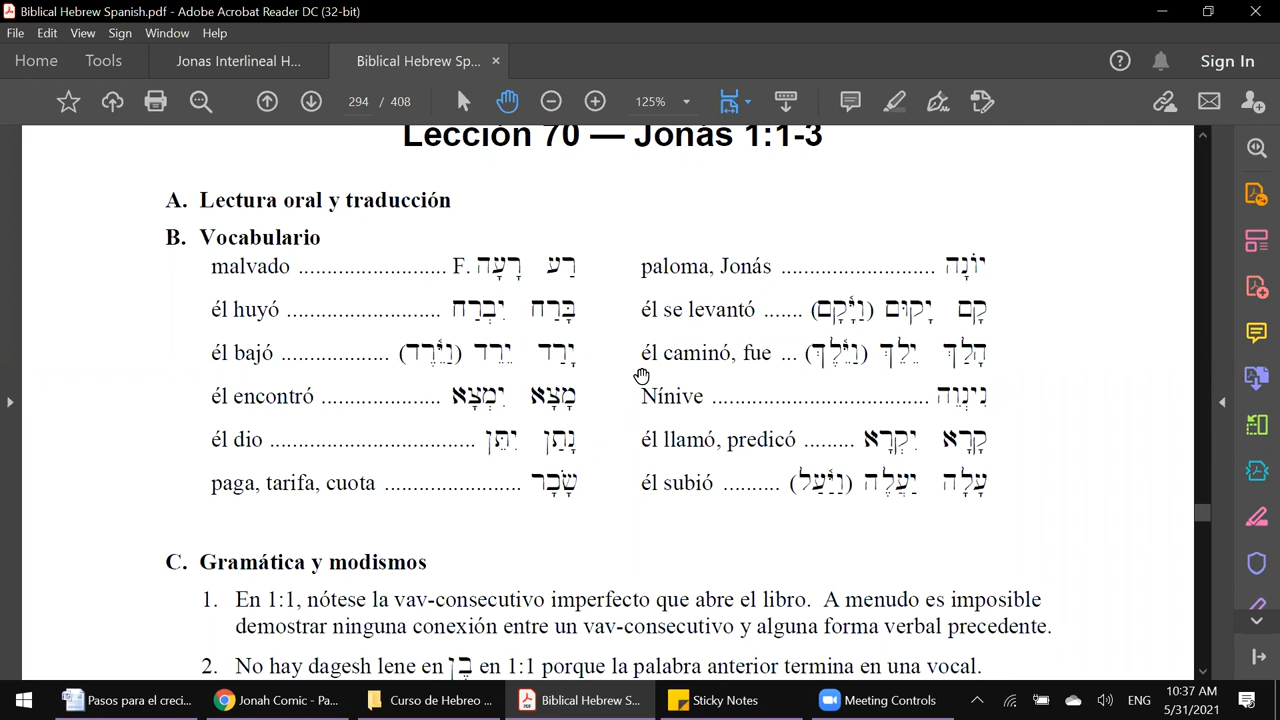 Biblical Hebrew Spanish.pdf - Adobe Acrobat Reader DC (32-bit)
File Edit View Sign Window Help
Home Tools Jonas Interlineal H... Biblical Hebrew Sp... ×
Sign In
294 / 408 125%
Lección 70 — Jonás 1:1-3
A. Lectura oral y traducción
B. Vocabulario
malvado .......................... F. רַע רָעָה
paloma, Jonás .......................... יוֹנָה
él huyó .......................... בָּרַח יִבְרַח
él se levantó ....... קָם יָקוּם (וַיָּ֫קָם)
él bajó .................. יָרַד יֵרֵד (וַיֵּ֫רֶד)
él caminó, fue ... הָלַךְ יֵלֵךְ (וַיֵּ֫לֶךְ)
él encontró .................... מָצָא יִמְצָא
Nínive .................................... נִינְוֵה
él dio .................................. נָתַן יִתֵּן
él llamó, predicó ......... קָרָא יִקְרָא
paga, tarifa, cuota ....................... שָׂכָר
él subió .......... עָלָה יַעֲלֶה (וַיַּ֫עַל)
C. Gramática y modismos
1. En 1:1, nótese la vav-consecutivo imperfecto que abre el libro. A menudo es imposible
demostrar ninguna conexión entre un vav-consecutivo y alguna forma verbal precedente.
2. No hay dagesh lene en בֶּן en 1:1 porque la palabra anterior termina en una vocal.
Pasos para el creci... Jonah Comic - Pa... Curso de Hebreo ... Biblical Hebrew S... Sticky Notes Meeting Controls ENG 10:37 AM
5/31/2021